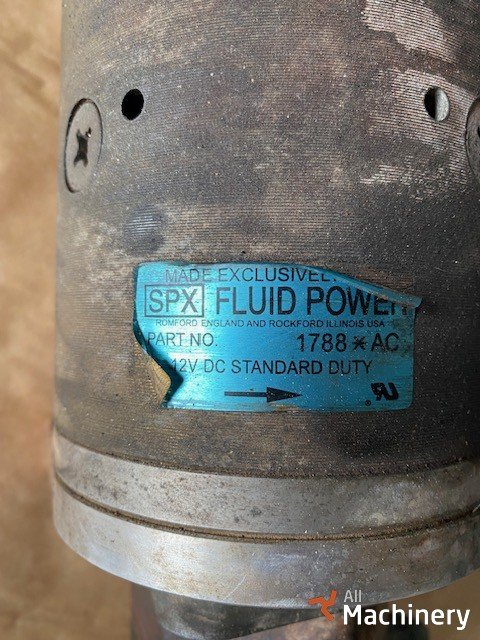 MADE EXCLUSIVEL
SPX FLUID POWER
ROMFORD ENGLAND AND ROCKFORD ILLINOIS USA
PART NO. 1788 * AC
12V DC STANDARD DUTY
®
All
Machinery